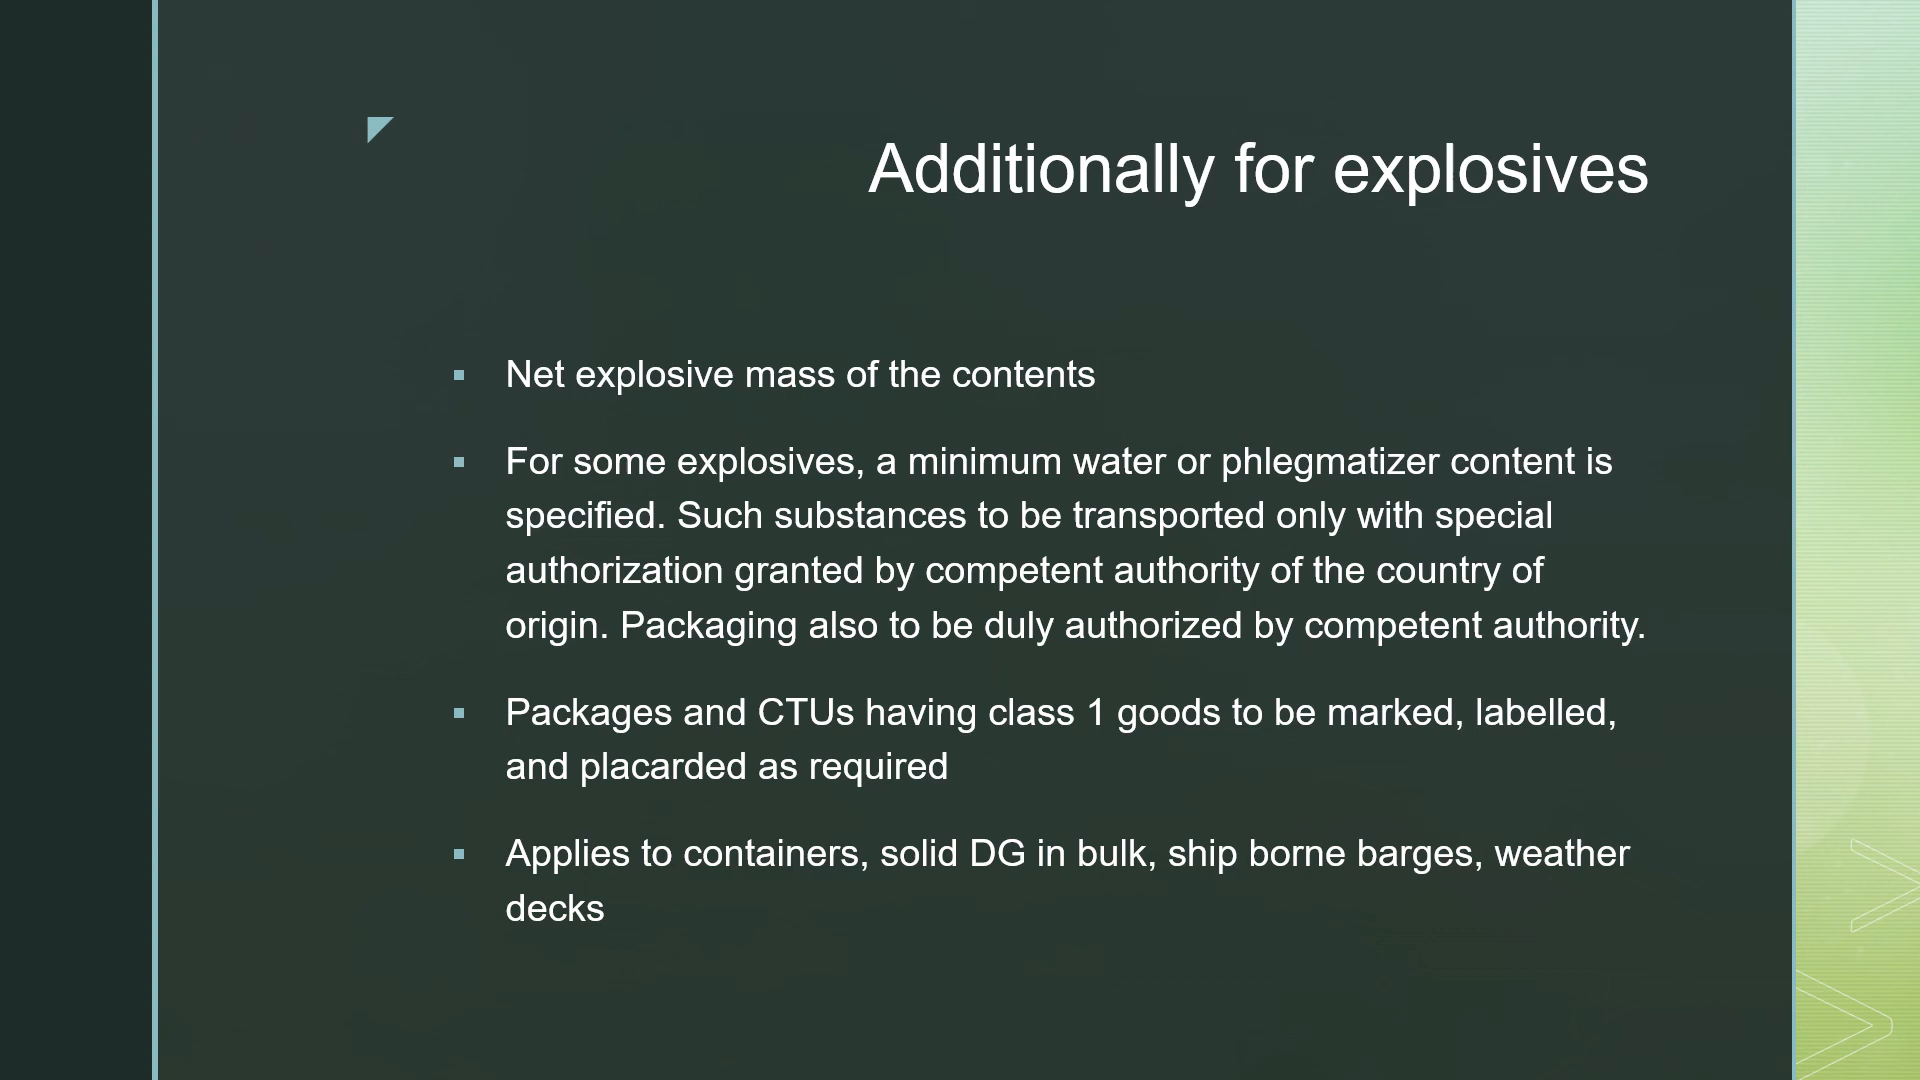 Additionally for explosives
Net explosive mass of the contents
For some explosives, a minimum water or phlegmatizer content is
specified. Such substances to be transported only with special
authorization granted by competent authority of the country of
origin. Packaging also to be duly authorized by competent authority.
Packages and CTUs having class 1 goods to be marked, labelled,
and placarded as required
Applies to containers, solid DG in bulk, ship borne barges, weather
decks